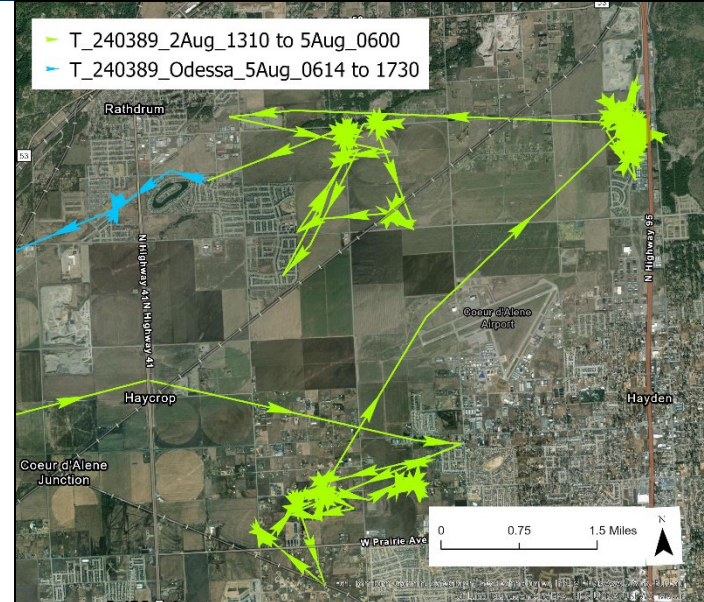 53
T_240389_2Aug_1310 to 5Aug_0600
T_240389_Odessa_5Aug_0614 to 1730
Rathdrum
53
N Highway 41
N Highway 95
Coeur d'Alene
Airport
N Highway 41
Haycrop
Hayden
Coeur d'Alene
Junction
W Prairie Ave
0 0.75 1.5 Miles
N